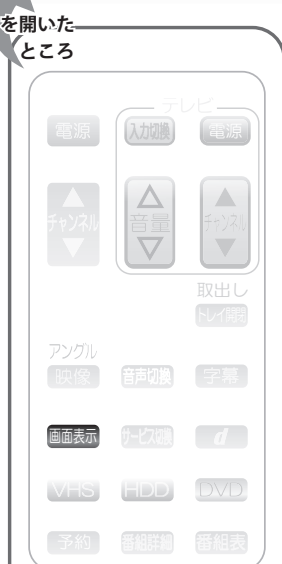 を開いた
ところ
テレビ
電源 入力切換 電源
チャンネル 音量 チャンネル
取出し
トレイ開閉
アングル
映像 音声切換 字幕
画面表示 サービス切換 d
VHS HDD DVD
予約 番組詳細 番組表